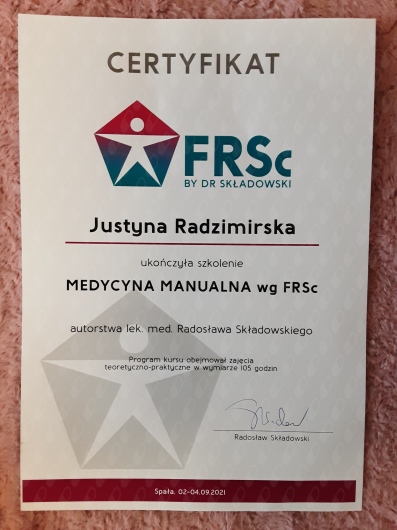 CERTYFIKAT
FRSc
BY DR SKŁADOWSKI
Justyna Radzimirska
ukończyła szkolenie
MEDYCYNA MANUALNA wg FRSc
autorstwa lek. med. Radosława Składowskiego
Program kursu obejmował zajęcia
teoretyczno-praktyczne w wymiarze 105 godzin
Radosław Składowski
Spała, 02-04.09.2021